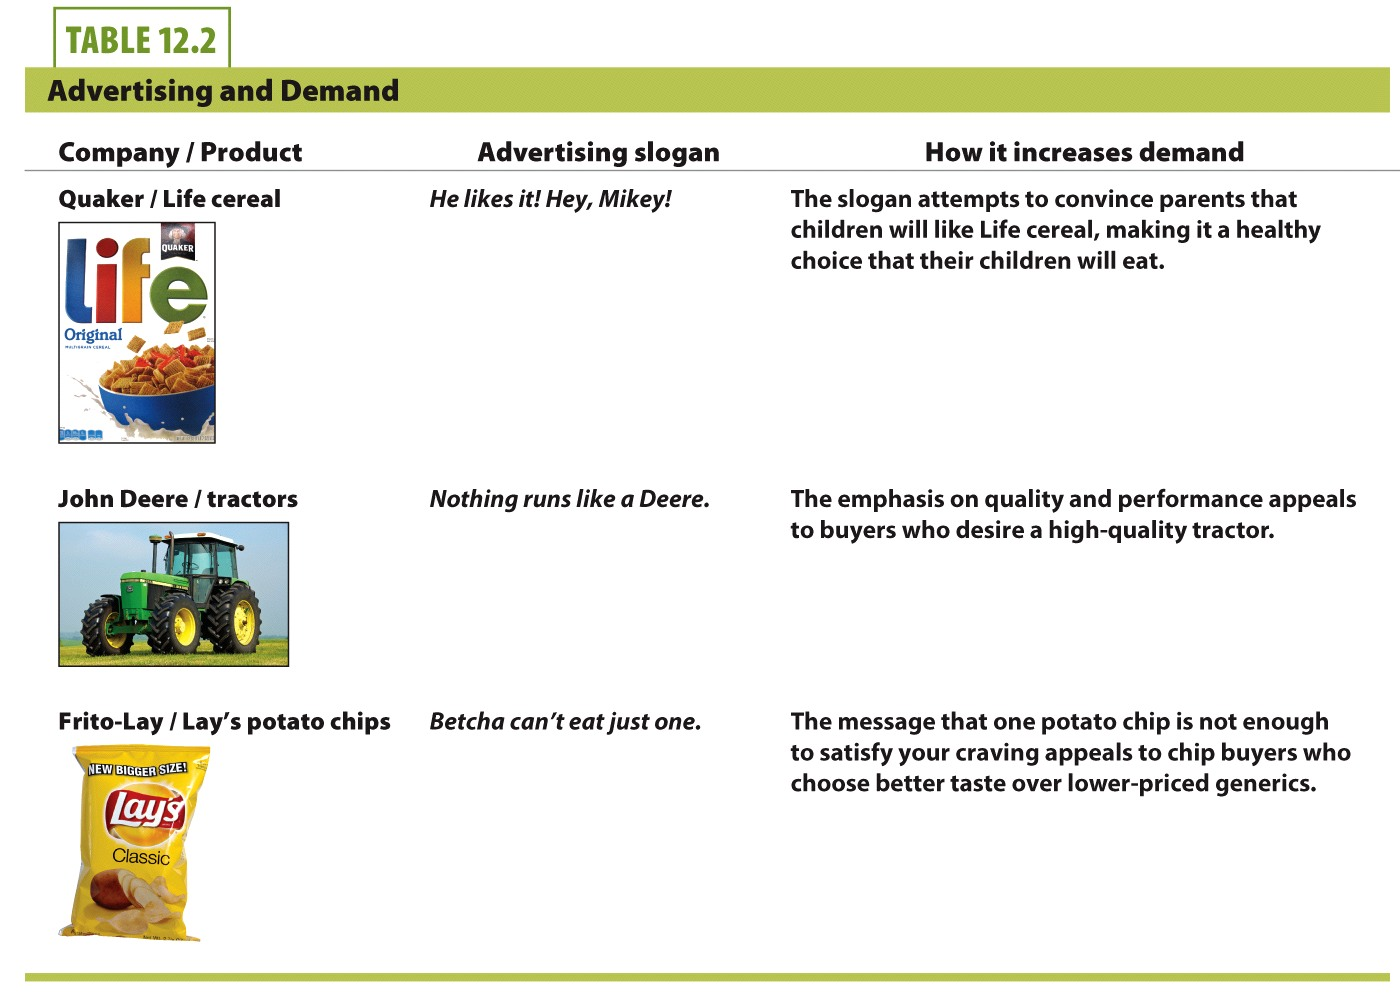 TABLE 12.2
Advertising and Demand
Company / Product
Advertising slogan
How it increases demand
Quaker / Life cereal
He likes it! Hey, Mikey!
The slogan attempts to convince parents that
children will like Life cereal, making it a healthy
choice that their children will eat.
QUAKER
life
Original
MULTIGRAIN CEREAL
John Deere / tractors
Nothing runs like a Deere.
The emphasis on quality and performance appeals
to buyers who desire a high-quality tractor.
Frito-Lay / Lay’s potato chips
Betcha can’t eat just one.
The message that one potato chip is not enough
to satisfy your craving appeals to chip buyers who
choose better taste over lower-priced generics.
NEW BIGGER SIZE!
Lay's
Classic